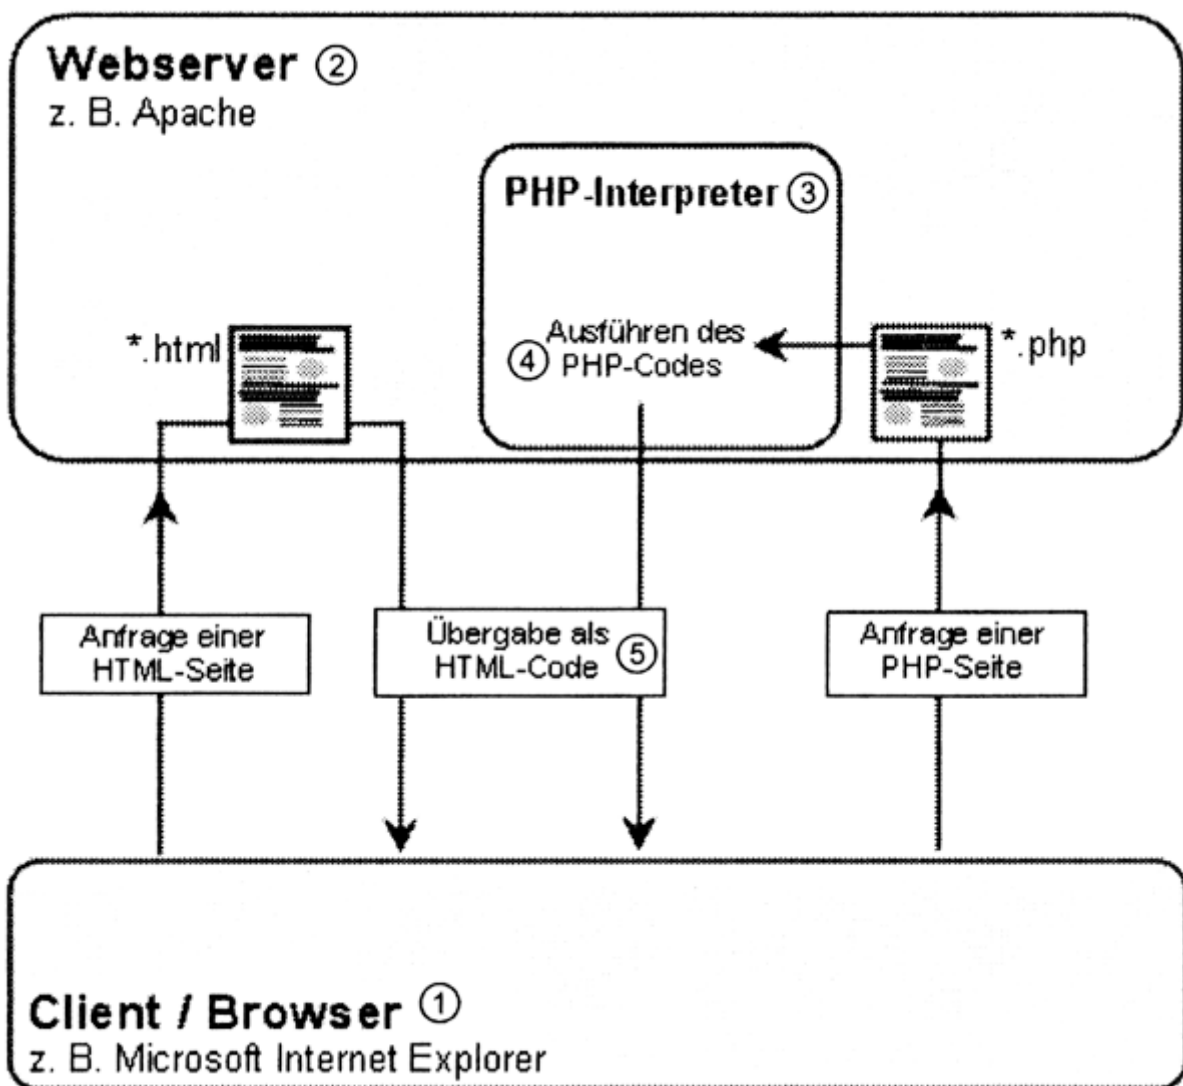 Webserver ②
z. B. Apache
PHP-Interpreter ③
*.html
Ausführen des
④ PHP-Codes
*.php
Anfrage einer
HTML-Seite
Übergabe als
HTML-Code ⑤
Anfrage einer
PHP-Seite
Client / Browser ①
z. B. Microsoft Internet Explorer